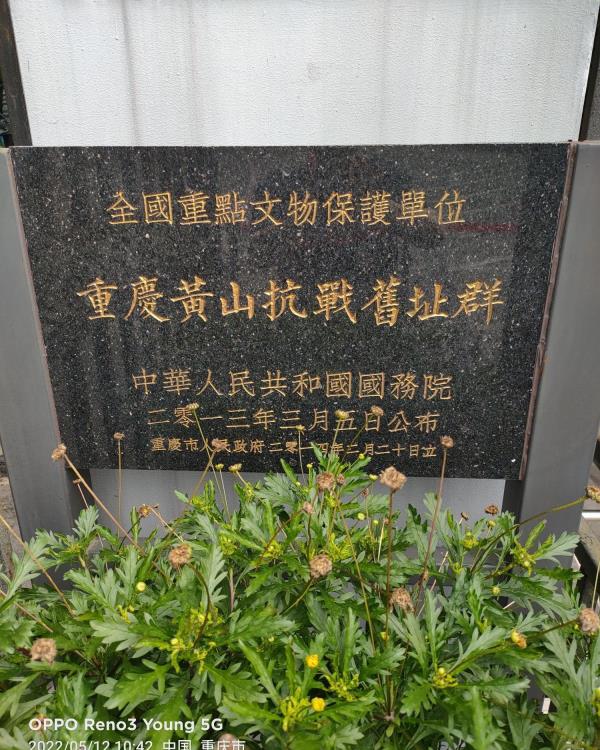 全國重點文物保護單位
重慶黃山抗戰舊址群
中華人民共和國國務院
二零一三年三月五日公布
重慶市人民政府二零一四年二月二十日立
OPPO Reno3 Young 5G
2022/05/12 10:42 中国 重庆市